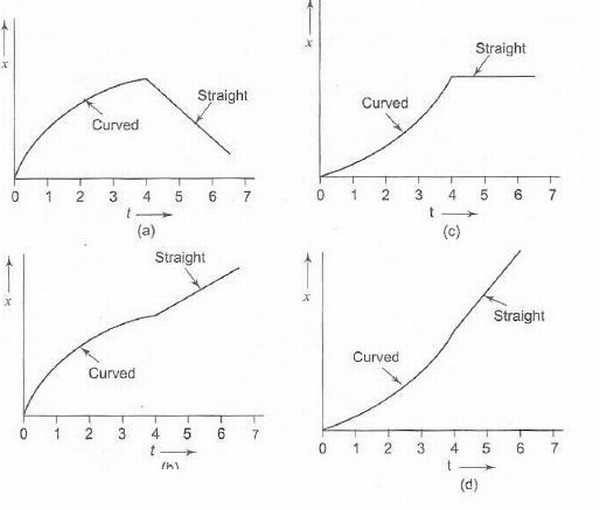 x
Straight
Curved
0 1 2 3 4 5 6 7
t
(a)
x
Straight
Curved
0 1 2 3 4 5 6 7
t
(c)
x
Straight
Curved
0 1 2 3 4 5 6 7
t
(b)
x
Straight
Curved
0 1 2 3 4 5 6 7
t
(d)